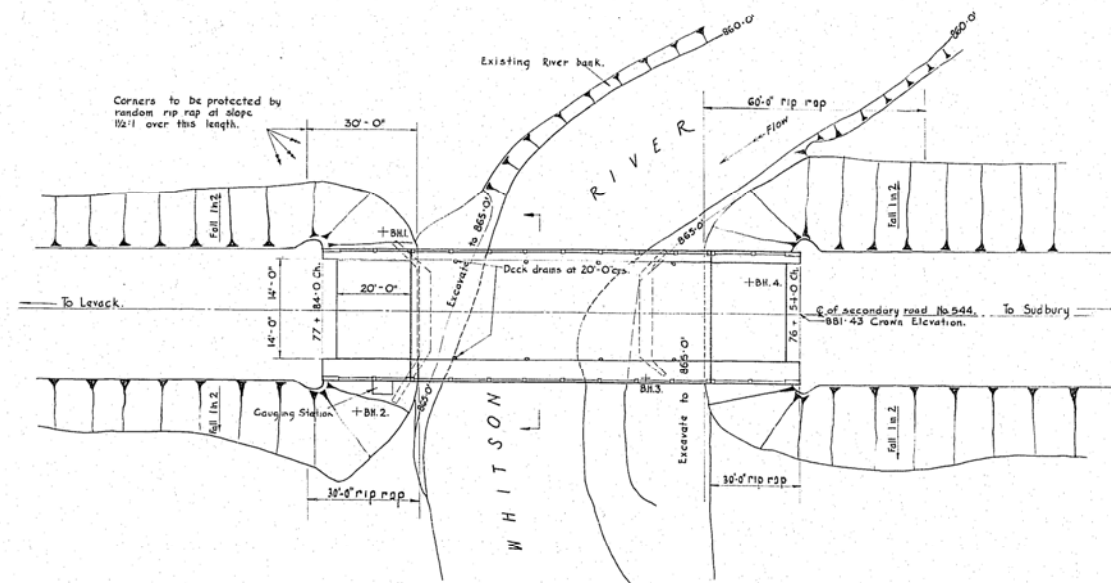 860·0'
860·0'
Existing River bank.
Corners to be protected by
random rip rap at slope
1½:1 over this length.
30'-0"
60'-0" rip rap
Flow
RIVER
Fall 1 in 2
Fall 1 in 2
B.H.1.
Excavate to 865·0'
865·0'
Deck drains at 20'-0" crs.
20'-0"
B.H.4.
To Levack.
14'-0"
14'-0"
77 + 84·0 Ch.
76 + 54·0 Ch.
℄ of secondary road No 544.
To Sudbury
881·43 Crown Elevation.
Excavate to 865·0'
865·0'
B.H.3.
Gauging Station
B.H.2.
Fall 1 in 2
Fall 1 in 2
WHITSON
30'-0" rip rap
30'-0" rip rap